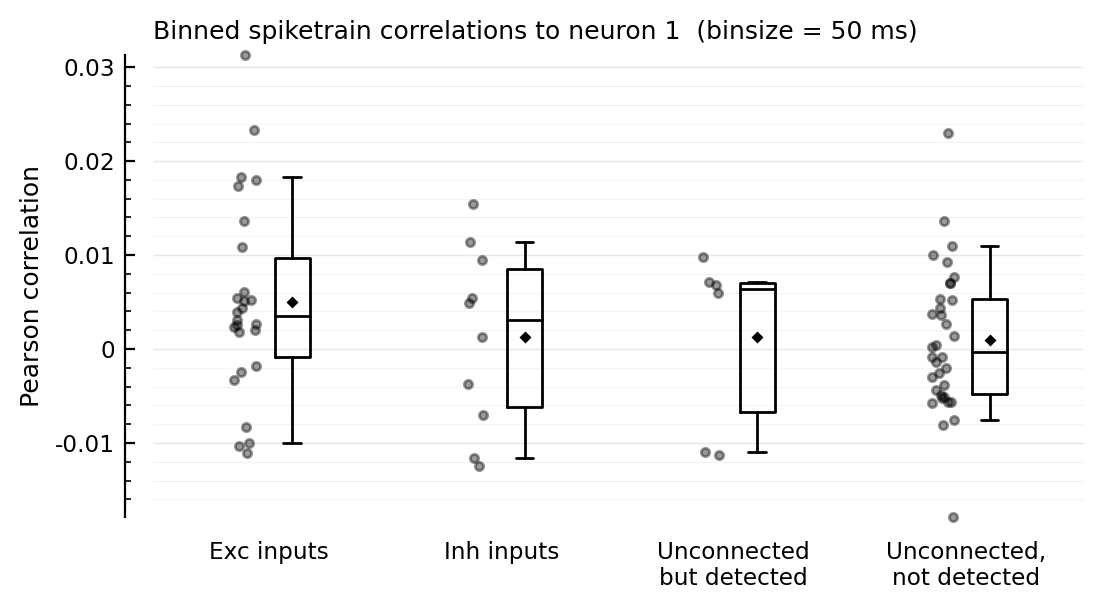 Binned spiketrain correlations to neuron 1  (binsize = 50 ms)
Pearson correlation
0.03
0.02
0.01
0
-0.01
Exc inputs
Inh inputs
Unconnected
but detected
Unconnected,
not detected